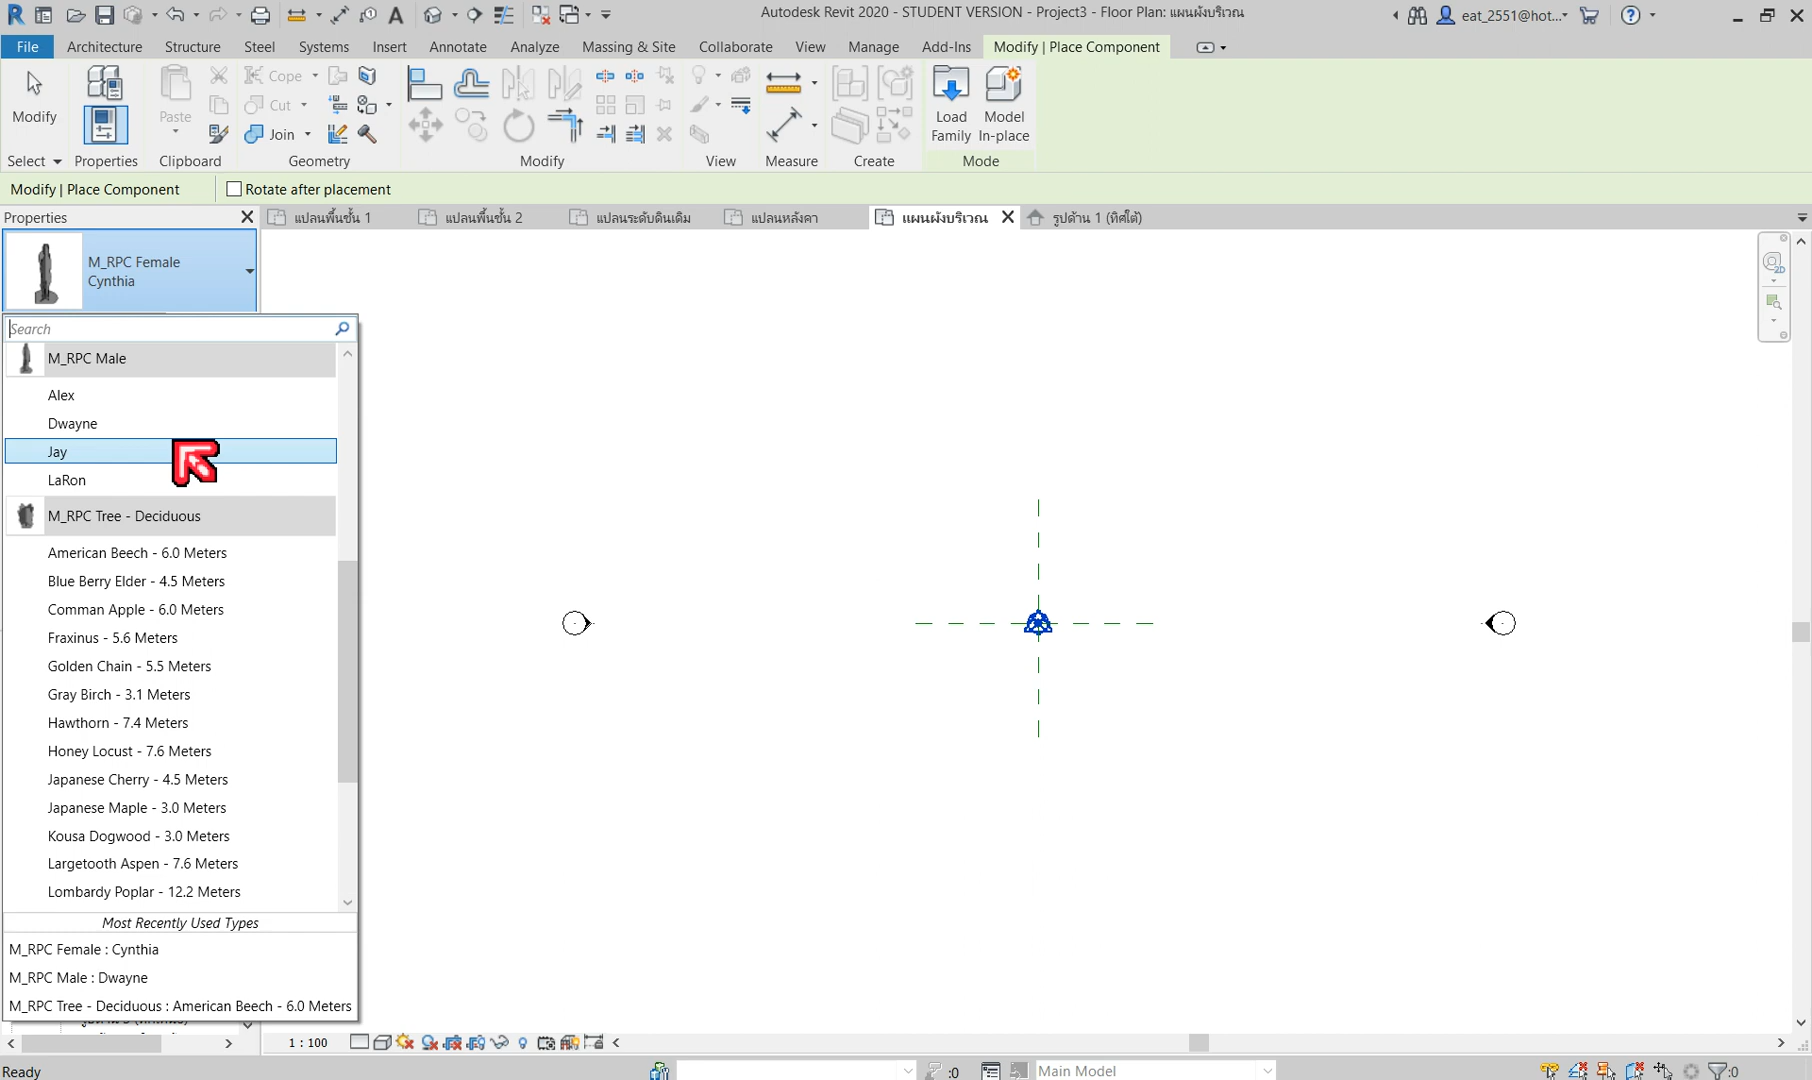 Autodesk Revit 2020 - STUDENT VERSION - Project3 - Floor Plan: แผนผังบริเวณ
eat_2551@hot...
File Architecture Structure Steel Systems Insert Annotate Analyze Massing & Site Collaborate View Manage Add-Ins Modify | Place Component
Modify
Paste
Cope
Cut
Join
Load Family
Model In-place
Select Properties Clipboard Geometry Modify View Measure Create Mode
Modify | Place Component Rotate after placement
Properties
แปลนพื้นชั้น 1 แปลนพื้นชั้น 2 แปลนระดับดินเดิม แปลนหลังคา แผนผังบริเวณ รูปด้าน 1 (ทิศใต้)
M_RPC Female
Cynthia
Search
M_RPC Male
Alex
Dwayne
Jay
LaRon
M_RPC Tree - Deciduous
American Beech - 6.0 Meters
Blue Berry Elder - 4.5 Meters
Comman Apple - 6.0 Meters
Fraxinus - 5.6 Meters
Golden Chain - 5.5 Meters
Gray Birch - 3.1 Meters
Hawthorn - 7.4 Meters
Honey Locust - 7.6 Meters
Japanese Cherry - 4.5 Meters
Japanese Maple - 3.0 Meters
Kousa Dogwood - 3.0 Meters
Largetooth Aspen - 7.6 Meters
Lombardy Poplar - 12.2 Meters
Most Recently Used Types
M_RPC Female : Cynthia
M_RPC Male : Dwayne
M_RPC Tree - Deciduous : American Beech - 6.0 Meters
1 : 100
Ready :0 Main Model :0
2D